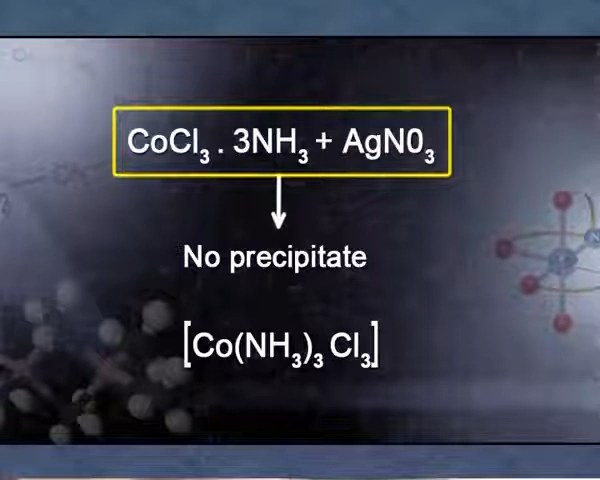 CoCl₃ . 3NH₃ + AgN0₃
No precipitate
[Co(NH₃)₃ Cl₃]